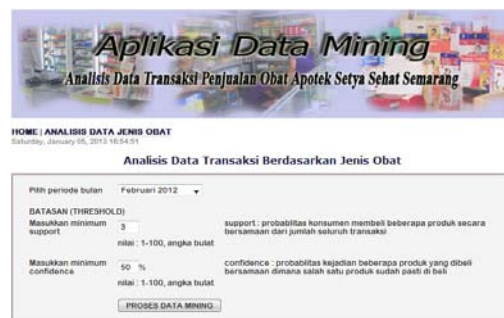 Aplikasi Data Mining
Analisis Data Transaksi Penjualan Obat Apotek Setya Sehat Semarang
HOME | ANALISIS DATA JENIS OBAT
Saturday, January 05, 2013 16:54:51
Analisis Data Transaksi Berdasarkan Jenis Obat
Pilih periode bulan Februari 2012
BATASAN (THRESHOLD)
Masukkan minimum support 3
nilai : 1-100, angka bulat
support : probablitas konsumen membeli beberapa produk secara
bersamaan dari jumlah seluruh transaksi
Masukkan minimum confidence 50 %
nilai : 1-100, angka bulat
confidence : probablitas kejadian beberapa produk yang dibeli
bersamaan dimana salah satu produk sudah pasti di beli
PROSES DATA MINING